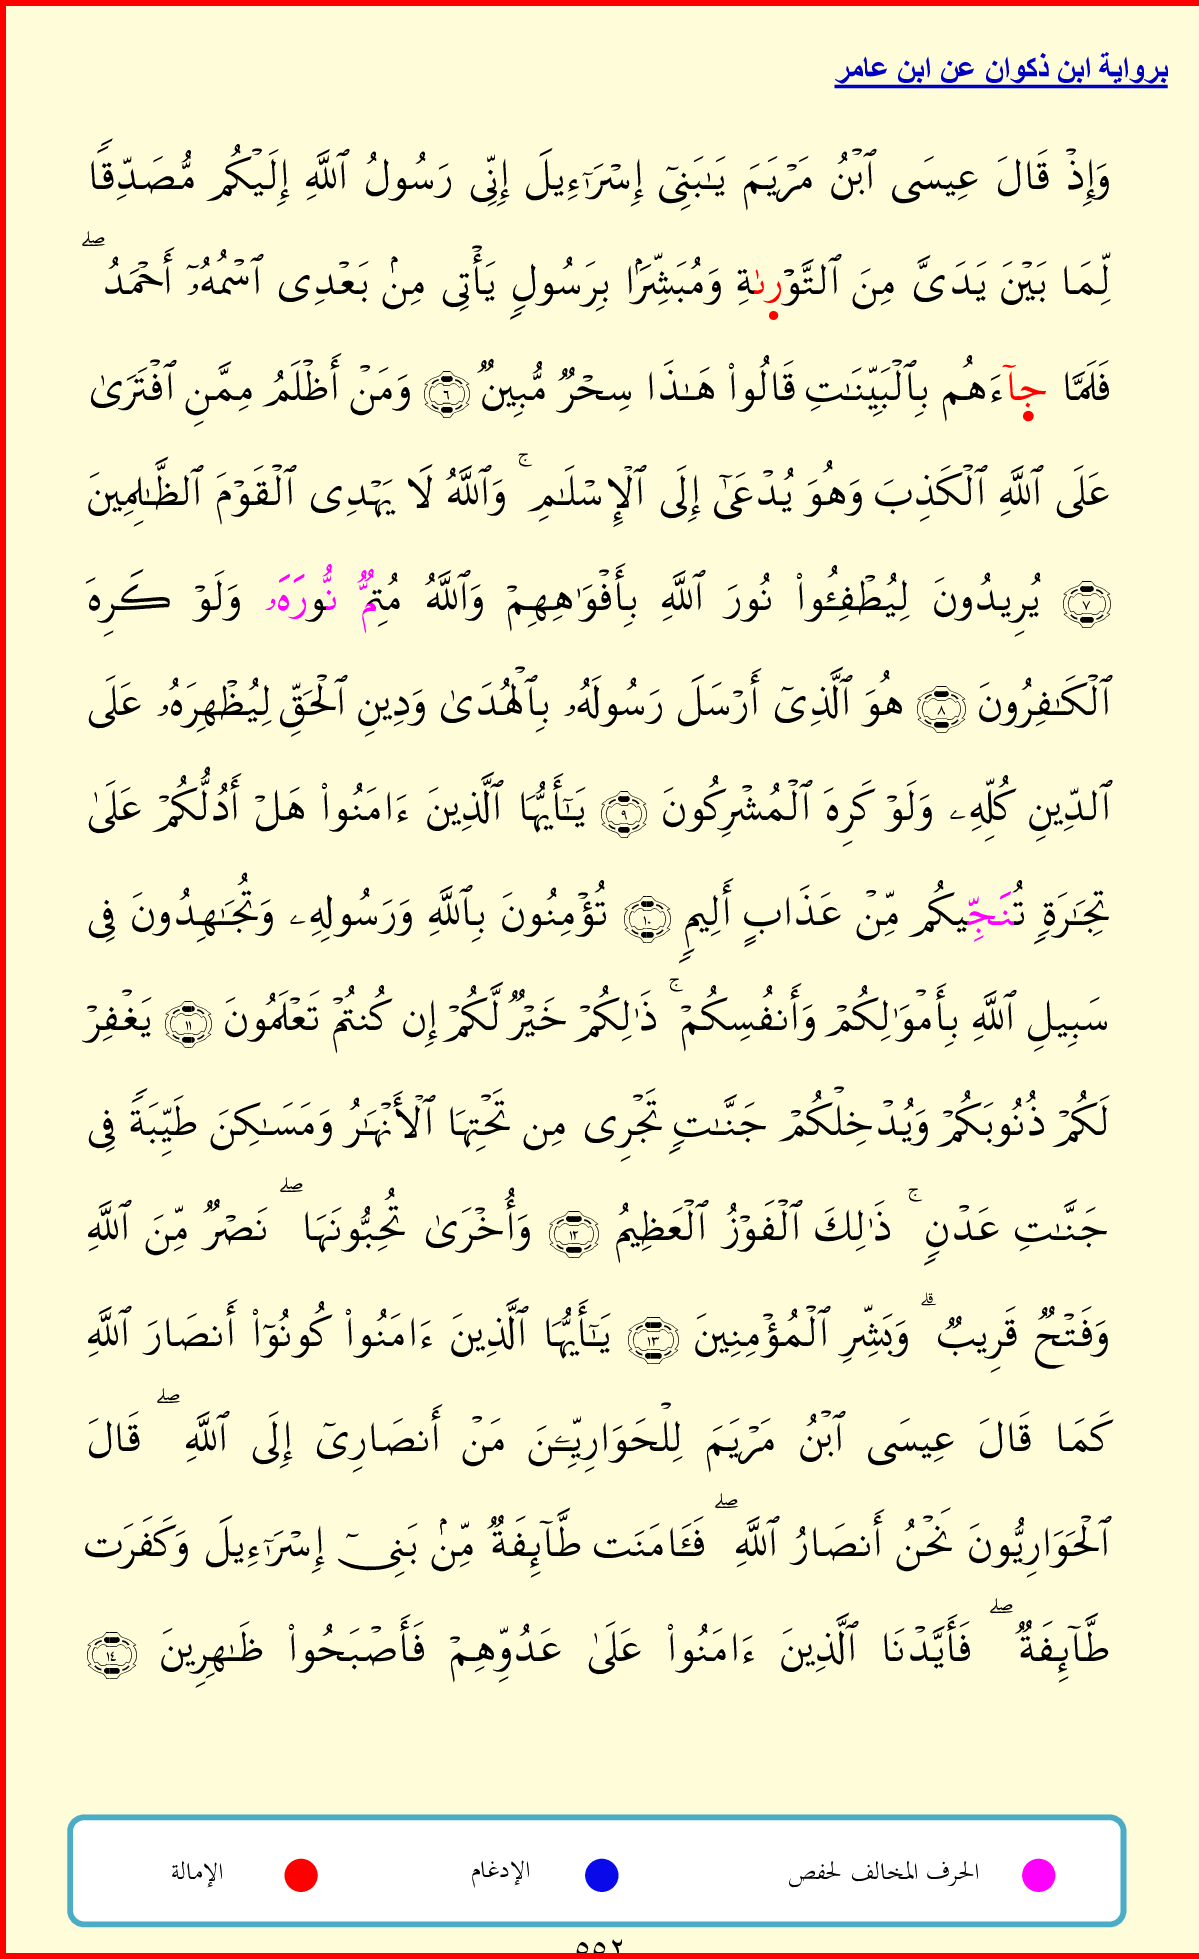 برواية ابن ذكوان عن ابن عامر
وَإِذۡ قَالَ عِيسَى ٱبۡنُ مَرۡيَمَ يَـٰبَنِىٓ إِسۡرَٰٓءِيلَ إِنِّى رَسُولُ ٱللَّهِ إِلَيۡكُم مُّصَدِّقًا
لِّمَا بَيۡنَ يَدَىَّ مِنَ ٱلتَّوۡرىٰةِ وَمُبَشِّرَۢا بِرَسُولٍ يَأۡتِى مِنۢ بَعۡدِى ٱسۡمُهُۥٓ أَحۡمَدُ ۖ
فَلَمَّا جآءَهُم بِٱلۡبَيِّنَـٰتِ قَالُوا۟ هَـٰذَا سِحۡرٌ مُّبِينٌ ٦ وَمَنۡ أَظۡلَمُ مِمَّنِ ٱفۡتَرَىٰ
عَلَى ٱللَّهِ ٱلۡكَذِبَ وَهُوَ يُدۡعَىٰٓ إِلَى ٱلۡإِسۡلَـٰمِ ۚ وَٱللَّهُ لَا يَهۡدِى ٱلۡقَوۡمَ ٱلظَّـٰلِمِينَ
٧ يُرِيدُونَ لِيُطۡفِـُٔوا۟ نُورَ ٱللَّهِ بِأَفۡوَٰهِهِمۡ وَٱللَّهُ مُتِمٌّ نُّورَهَُۥ وَلَوۡ كَرِهَ
ٱلۡكَـٰفِرُونَ ٨ هُوَ ٱلَّذِىٓ أَرۡسَلَ رَسُولَهُۥ بِٱلۡهُدَىٰ وَدِينِ ٱلۡحَقِّ لِيُظۡهِرَهُۥ عَلَى
ٱلدِّينِ كُلِّهِۦ وَلَوۡ كَرِهَ ٱلۡمُشۡرِكُونَ ٩ يَـٰٓأَيُّهَا ٱلَّذِينَ ءَامَنُوا۟ هَلۡ أَدُلُّكُمۡ عَلَىٰ
تِجَـٰرَةٍ تُنَجِّيكُم مِّنۡ عَذَابٍ أَلِيمٍ ١٠ تُؤۡمِنُونَ بِٱللَّهِ وَرَسُولِهِۦ وَتُجَـٰهِدُونَ فِى
سَبِيلِ ٱللَّهِ بِأَمۡوَٰلِكُمۡ وَأَنفُسِكُمۡ ۚ ذَٰلِكُمۡ خَيۡرٌ لَّكُمۡ إِن كُنتُمۡ تَعۡلَمُونَ ١١ يَغۡفِرۡ
لَكُمۡ ذُنُوبَكُمۡ وَيُدۡخِلۡكُمۡ جَنَّـٰتٍ تَجۡرِى مِن تَحۡتِهَا ٱلۡأَنۡهَـٰرُ وَمَسَـٰكِنَ طَيِّبَةً فِى
جَنَّـٰتِ عَدۡنٍ ۚ ذَٰلِكَ ٱلۡفَوۡزُ ٱلۡعَظِيمُ ١٢ وَأُخۡرَىٰ تُحِبُّونَهَا ۖ نَصۡرٌ مِّنَ ٱللَّهِ
وَفَتۡحٌ قَرِيبٌ ۗ وَبَشِّرِ ٱلۡمُؤۡمِنِينَ ١٣ يَـٰٓأَيُّهَا ٱلَّذِينَ ءَامَنُوا۟ كُونُوٓا۟ أَنصَارَ ٱللَّهِ
كَمَا قَالَ عِيسَى ٱبۡنُ مَرۡيَمَ لِلۡحَوَارِيِّـۧنَ مَنۡ أَنصَارِىٓ إِلَى ٱللَّهِ ۖ قَالَ
ٱلۡحَوَارِيُّونَ نَحۡنُ أَنصَارُ ٱللَّهِ ۖ فَـَٔامَنَت طَّآئِفَةٌ مِّنۢ بَنِىٓ إِسۡرَٰٓءِيلَ وَكَفَرَت
طَّآئِفَةٌ ۖ فَأَيَّدۡنَا ٱلَّذِينَ ءَامَنُوا۟ عَلَىٰ عَدُوِّهِمۡ فَأَصۡبَحُوا۟ ظَـٰهِرِينَ ١٤
الحرف المخالف لحفص الإدغام الإمالة
٥٥٢